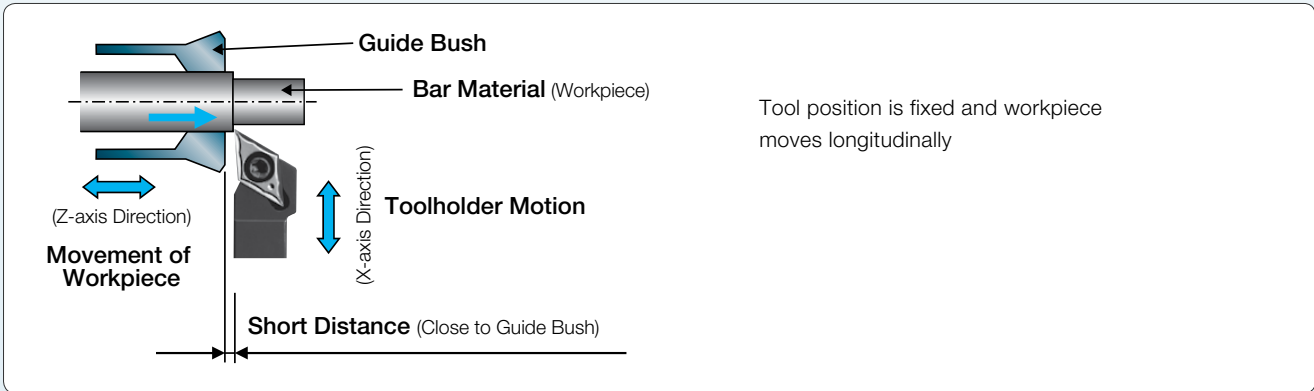 Guide Bush
Bar Material (Workpiece)
Tool position is fixed and workpiece
moves longitudinally
(Z-axis Direction)
Movement of
Workpiece
(X-axis Direction)
Toolholder Motion
Short Distance (Close to Guide Bush)